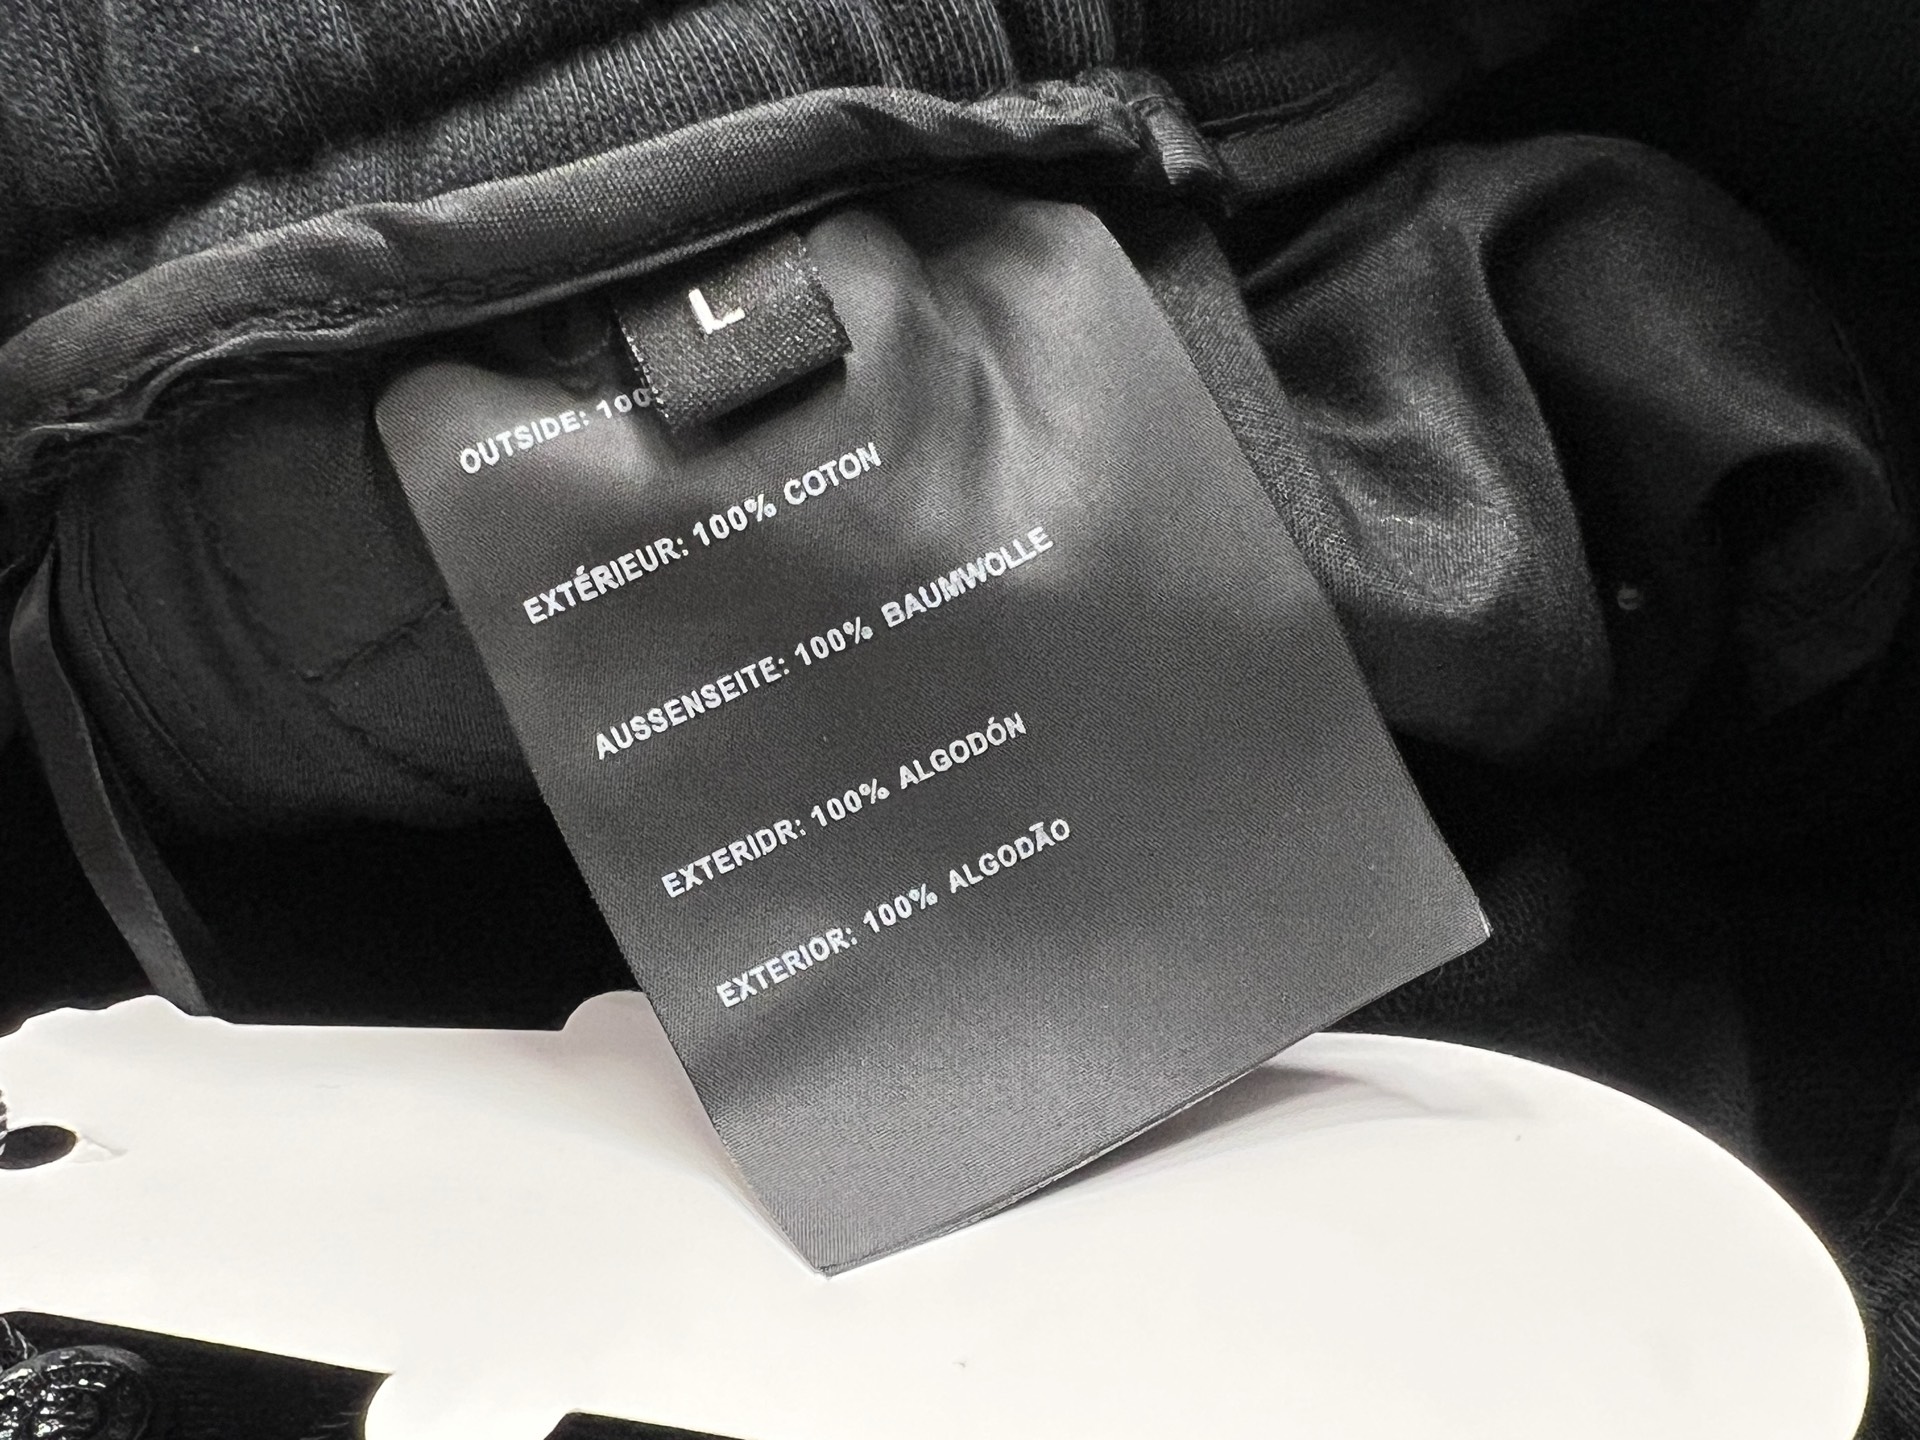 L
OUTSIDE: 100
EXTÉRIEUR: 100% COTON
AUSSENSEITE: 100% BAUMWOLLE
EXTERIDR: 100% ALGODÓN
EXTERIOR: 100% ALGODÃO